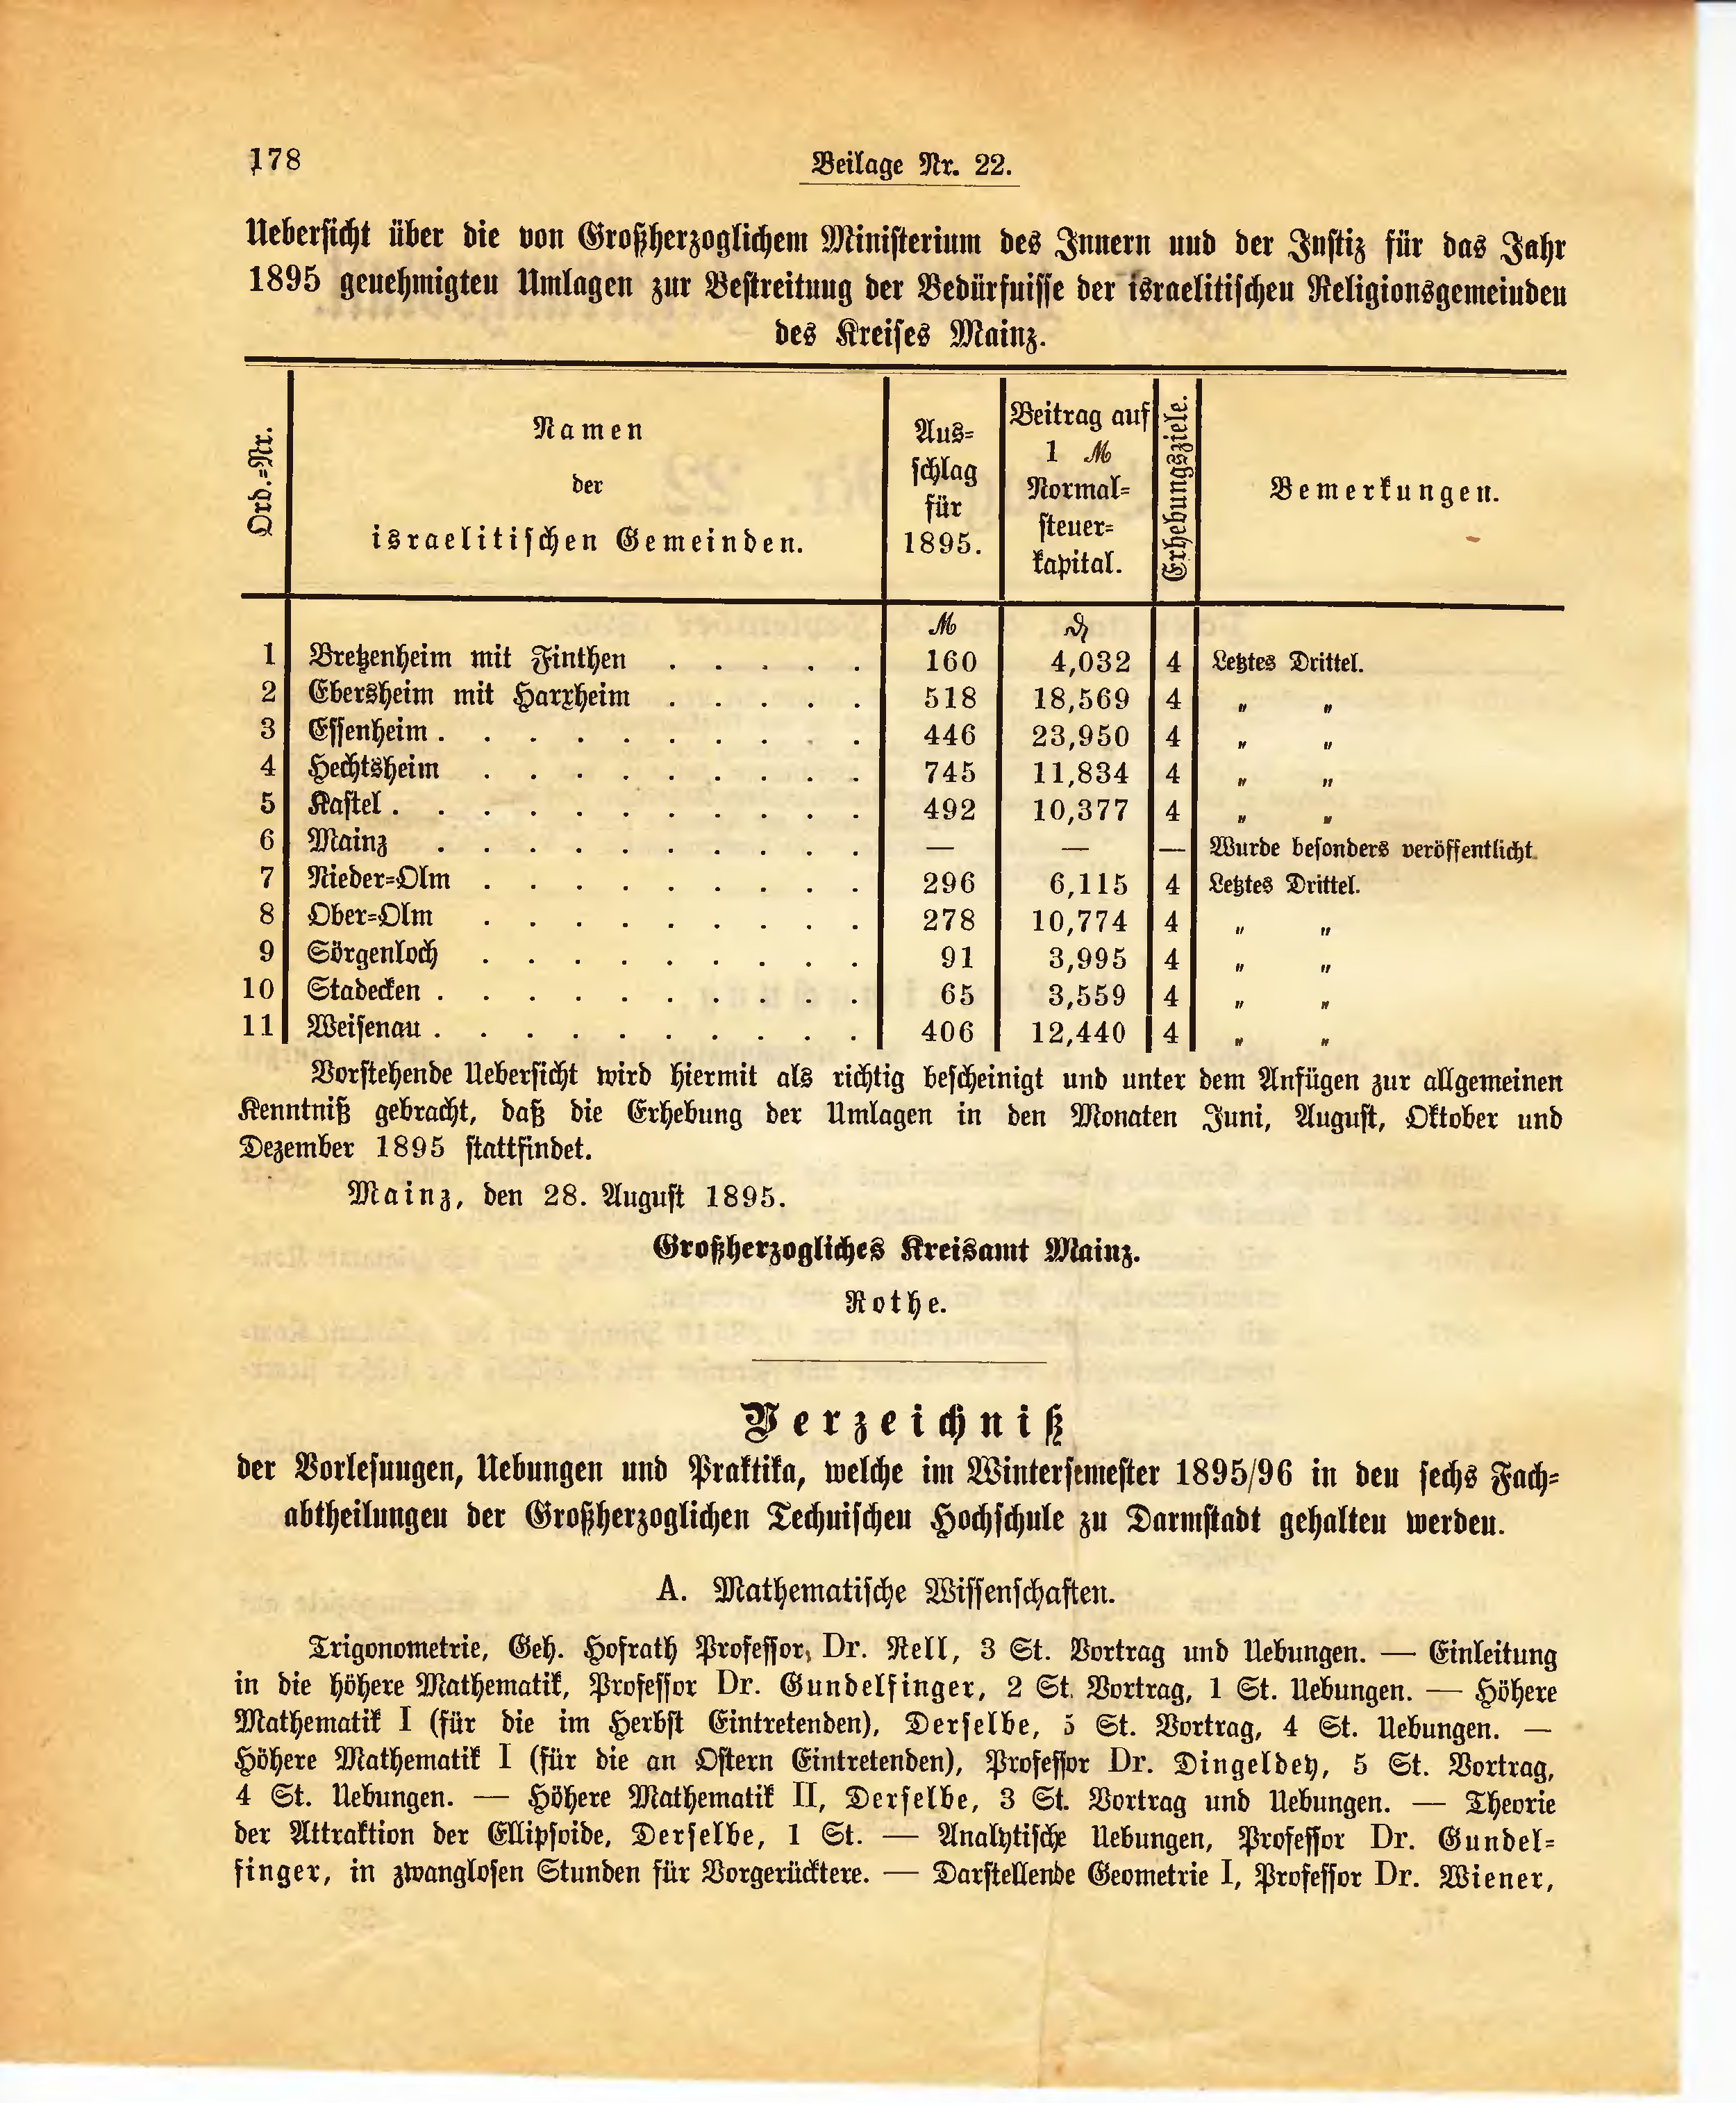 178
Beilage Nr. 22.
Uebersicht über die von Großherzoglichem Ministerium des Innern und der Justiz für das Jahr
1895 genehmigten Umlagen zur Bestreitung der Bedürfnisse der israelitischen Religionsgemeinden
des Kreises Mainz.
Ord.=Nr.
Namen
der
israelitischen Gemeinden.
Aus=
schlag
für
1895.
Beitrag auf
1 ℳ
Normal=
steuer=
kapital.
Erhebungsziele.
Bemerkungen.
ℳ ₰
1 Bretzenheim mit Finthen . . . . . 160 4,032 4 Letztes Drittel.
2 Ebersheim mit Harxheim . . . . . 518 18,569 4 „ „
3 Essenheim . . . . . . . . . . 446 23,950 4 „ „
4 Hechtsheim . . . . . . . . . 745 11,834 4 „ „
5 Kastel . . . . . . . . . . . 492 10,377 4 „ „
6 Mainz . . . . . . . . . . — — — Wurde besonders veröffentlicht.
7 Nieder=Olm . . . . . . . . . 296 6,115 4 Letztes Drittel.
8 Ober=Olm . . . . . . . . . 278 10,774 4 „ „
9 Sörgenloch . . . . . . . . . 91 3,995 4 „ „
10 Stadecken . . . . . . . . . . 65 3,559 4 „ „
11 Weisenau . . . . . . . . . . 406 12,440 4 „ „
Vorstehende Uebersicht wird hiermit als richtig bescheinigt und unter dem Anfügen zur allgemeinen
Kenntniß gebracht, daß die Erhebung der Umlagen in den Monaten Juni, August, Oktober und
Dezember 1895 stattfindet.
Mainz, den 28. August 1895.
Großherzogliches Kreisamt Mainz.
Rothe.
Verzeichniß
der Vorlesungen, Uebungen und Praktika, welche im Wintersemester 1895/96 in den sechs Fach=
abtheilungen der Großherzoglichen Technischen Hochschule zu Darmstadt gehalten werden.
A. Mathematische Wissenschaften.
Trigonometrie, Geh. Hofrath Professor, Dr. Nell, 3 St. Vortrag und Uebungen. — Einleitung
in die höhere Mathematik, Professor Dr. Gundelfinger, 2 St. Vortrag, 1 St. Uebungen. — Höhere
Mathematik I (für die im Herbst Eintretenden), Derselbe, 5 St. Vortrag, 4 St. Uebungen. —
Höhere Mathematik I (für die an Ostern Eintretenden), Professor Dr. Dingeldey, 5 St. Vortrag,
4 St. Uebungen. — Höhere Mathematik II, Derselbe, 3 St. Vortrag und Uebungen. — Theorie
der Attraktion der Ellipsoide, Derselbe, 1 St. — Analytische Uebungen, Professor Dr. Gundel=
finger, in zwanglosen Stunden für Vorgerücktere. — Darstellende Geometrie I, Professor Dr. Wiener,